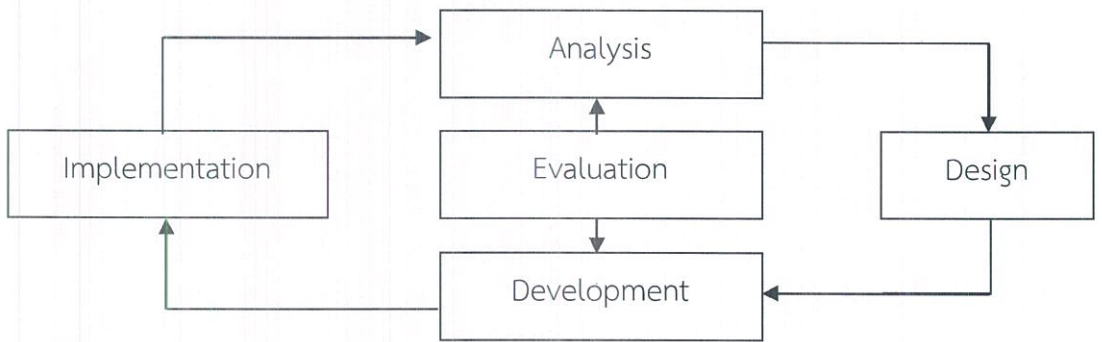 Analysis
Implementation
Evaluation
Design
Development